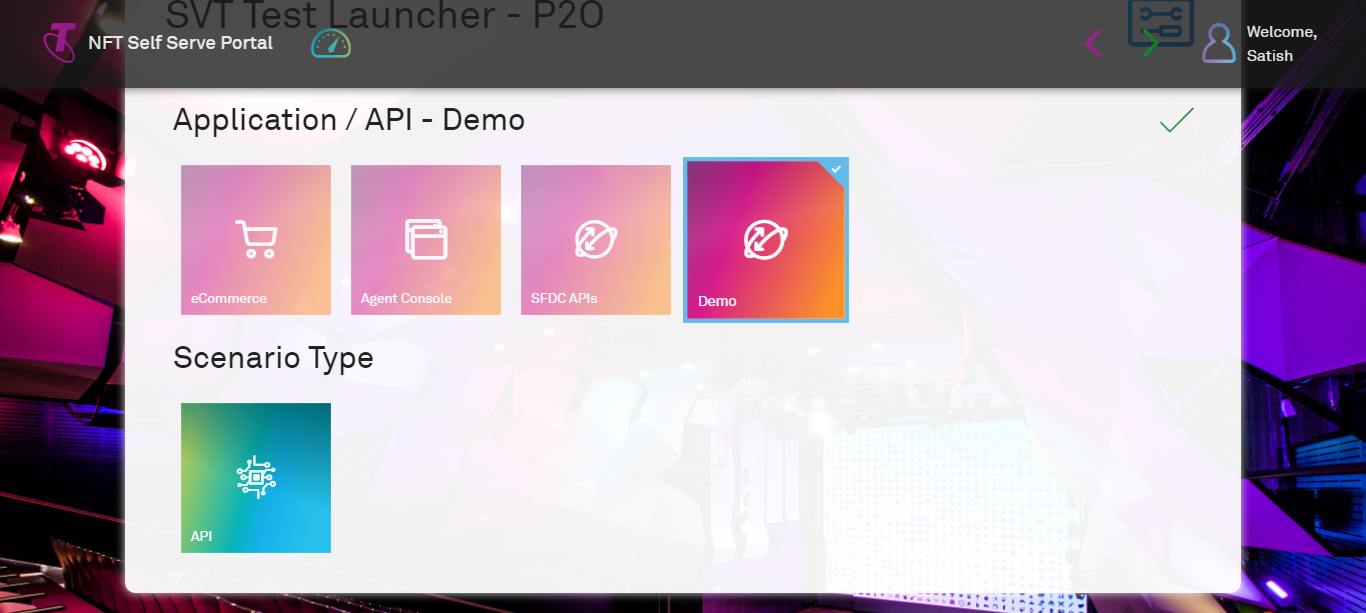 SVT Test Launcher - P2O
NFT Self Serve Portal
Welcome,
Satish
Application / API - Demo
eCommerce
Agent Console
SFDC APIs
Demo
Scenario Type
API